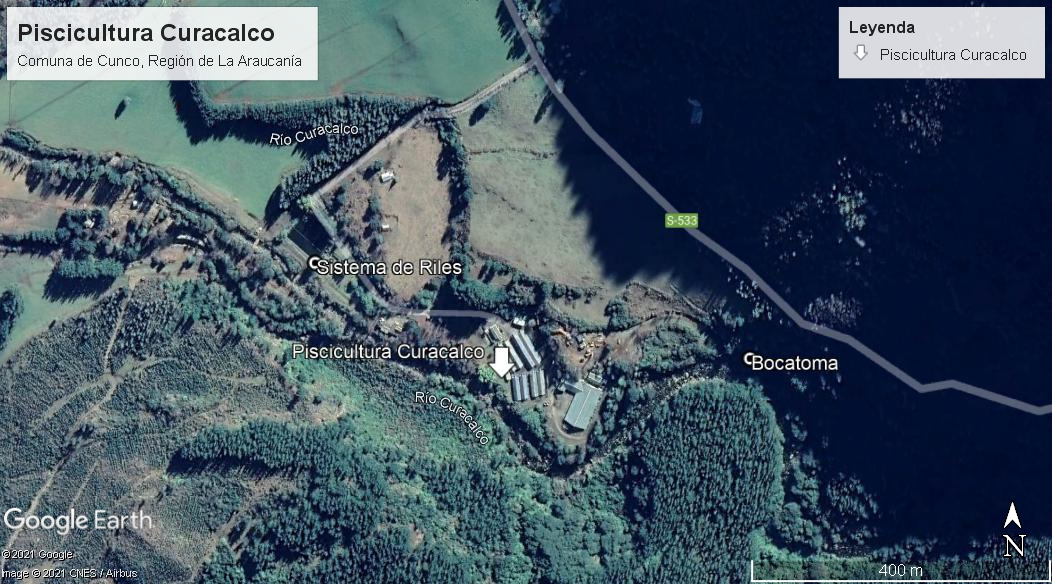 Piscicultura Curacalco
Comuna de Cunco, Región de La Araucanía
Leyenda
Piscicultura Curacalco
Río Curacalco
S-533
Sistema de Riles
Piscicultura Curacalco
Bocatoma
Río Curacalco
Google Earth
© 2021 Google
mage © 2021 CNES / Airbus
N
400 m